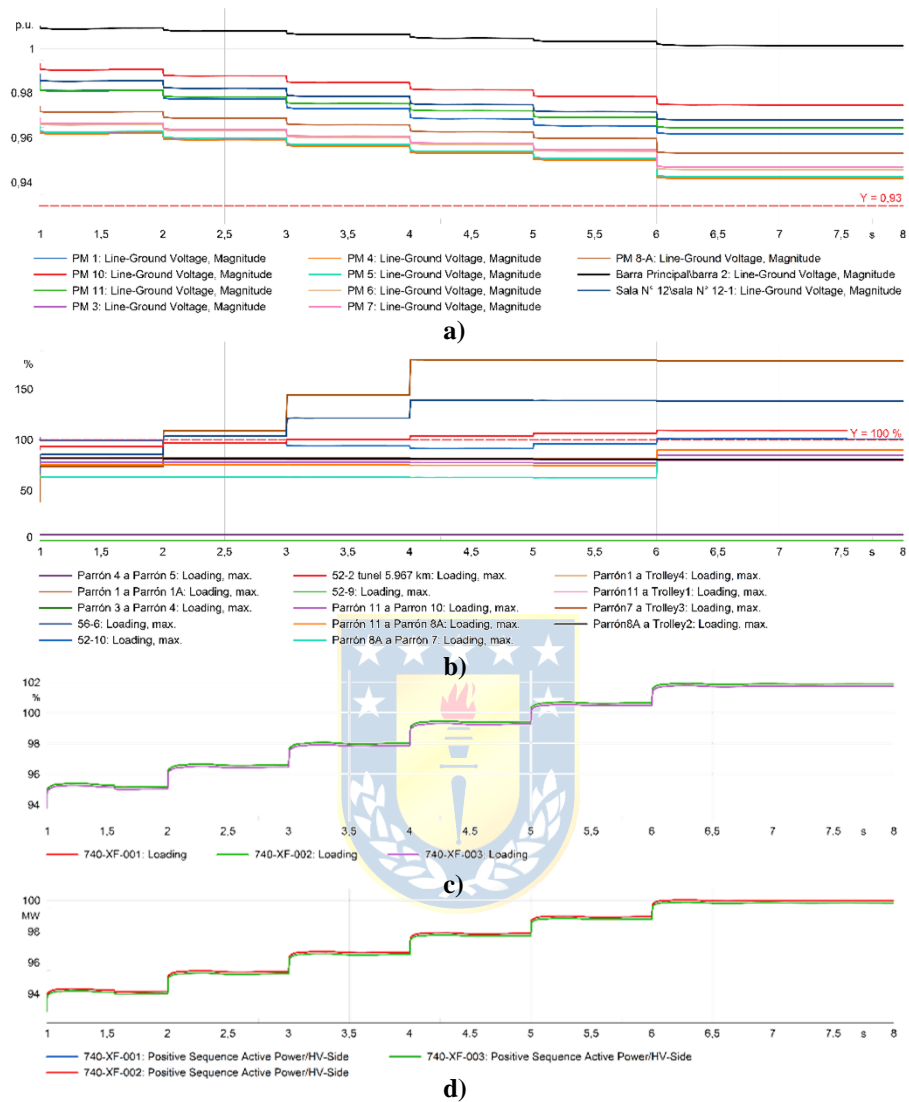 p.u.
1
0.98
0.96
0,94
Y = 0,93
1 1,5 2 2,5 3 3,5 4 4,5 5 5,5 6 6,5 7 s 8
PM 1: Line-Ground Voltage, Magnitude PM 4: Line-Ground Voltage, Magnitude PM 8-A: Line-Ground Voltage, Magnitude
PM 10: Line-Ground Voltage, Magnitude PM 5: Line-Ground Voltage, Magnitude Barra Principal\barra 2: Line-Ground Voltage, Magnitude
PM 11: Line-Ground Voltage, Magnitude PM 6: Line-Ground Voltage, Magnitude Sala N° 12\sala N° 12-1: Line-Ground Voltage, Magnitude
PM 3: Line-Ground Voltage, Magnitude PM 7: Line-Ground Voltage, Magnitude
a)
%
150
100
Y = 100 %
50
0
1 1,5 2 2,5 3 3,5 4 4,5 5 5,5 6 6,5 7 s 8
Parrón 4 a Parrón 5: Loading, max. 52-2 tunel 5.967 km: Loading, max. Parrón1 a Trolley4: Loading, max.
Parrón 1 a Parrón 1A: Loading, max. 52-9: Loading, max. Parrón11 a Trolley1: Loading, max.
Parrón 3 a Parrón 4: Loading, max. Parrón 11 a Parron 10: Loading, max. Parrón7 a Trolley3: Loading, max.
56-6: Loading, max. Parrón 11 a Parrón 8A: Loading, max. Parrón8A a Trolley2: Loading, max.
52-10: Loading, max. Parrón 8A a Parrón 7: Loading, max.
b)
102
%
100
98
96
94
1 1,5 2 2,5 3 3,5 4 4,5 5 5,5 6 6,5 7 s 8
740-XF-001: Loading 740-XF-002: Loading 740-XF-003: Loading
c)
100
MW
98
96
94
1 1,5 2 2,5 3 3,5 4 4,5 5 5,5 6 6,5 7 s 8
740-XF-001: Positive Sequence Active Power/HV-Side 740-XF-003: Positive Sequence Active Power/HV-Side
740-XF-002: Positive Sequence Active Power/HV-Side
d)